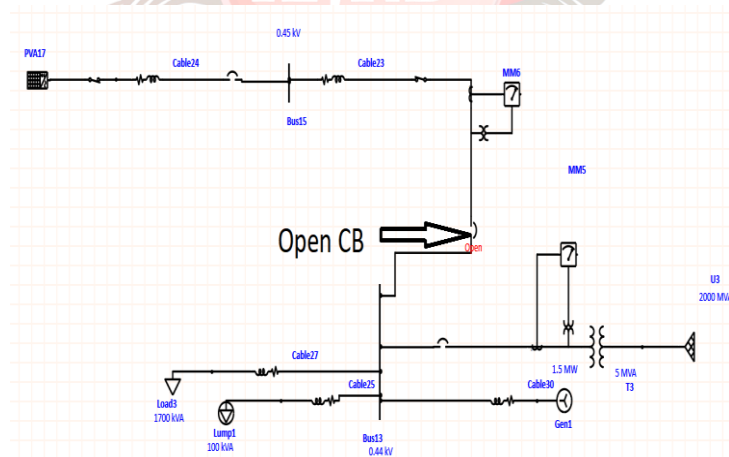 0.45 kV
PVA17
Cable24
Cable23
MM6
Bus15
MM5
Open CB
Open
U3
2000 MVA
1.5 MW
5 MVA
T3
Cable27
Cable25
Cable30
Load3
1700 kVA
Lump1
100 kVA
Gen1
Bus13
0.44 kV